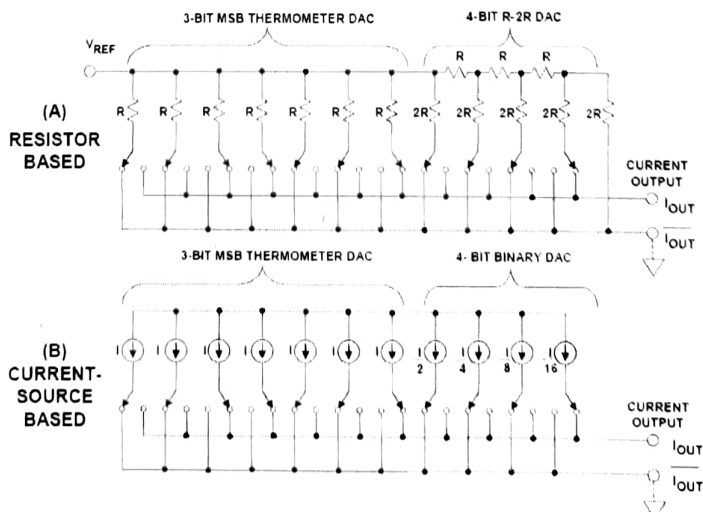 3-BIT MSB THERMOMETER DAC
4-BIT R-2R DAC
VREF
R R R
(A)
RESISTOR
BASED
R R R R R R R 2R 2R 2R 2R 2R
CURRENT
OUTPUT
IOUT
IOUT
3-BIT MSB THERMOMETER DAC
4- BIT BINARY DAC
(B)
CURRENT-
SOURCE
BASED
I I I I I I I I/2 I/4 I/8 I/16
CURRENT
OUTPUT
IOUT
IOUT